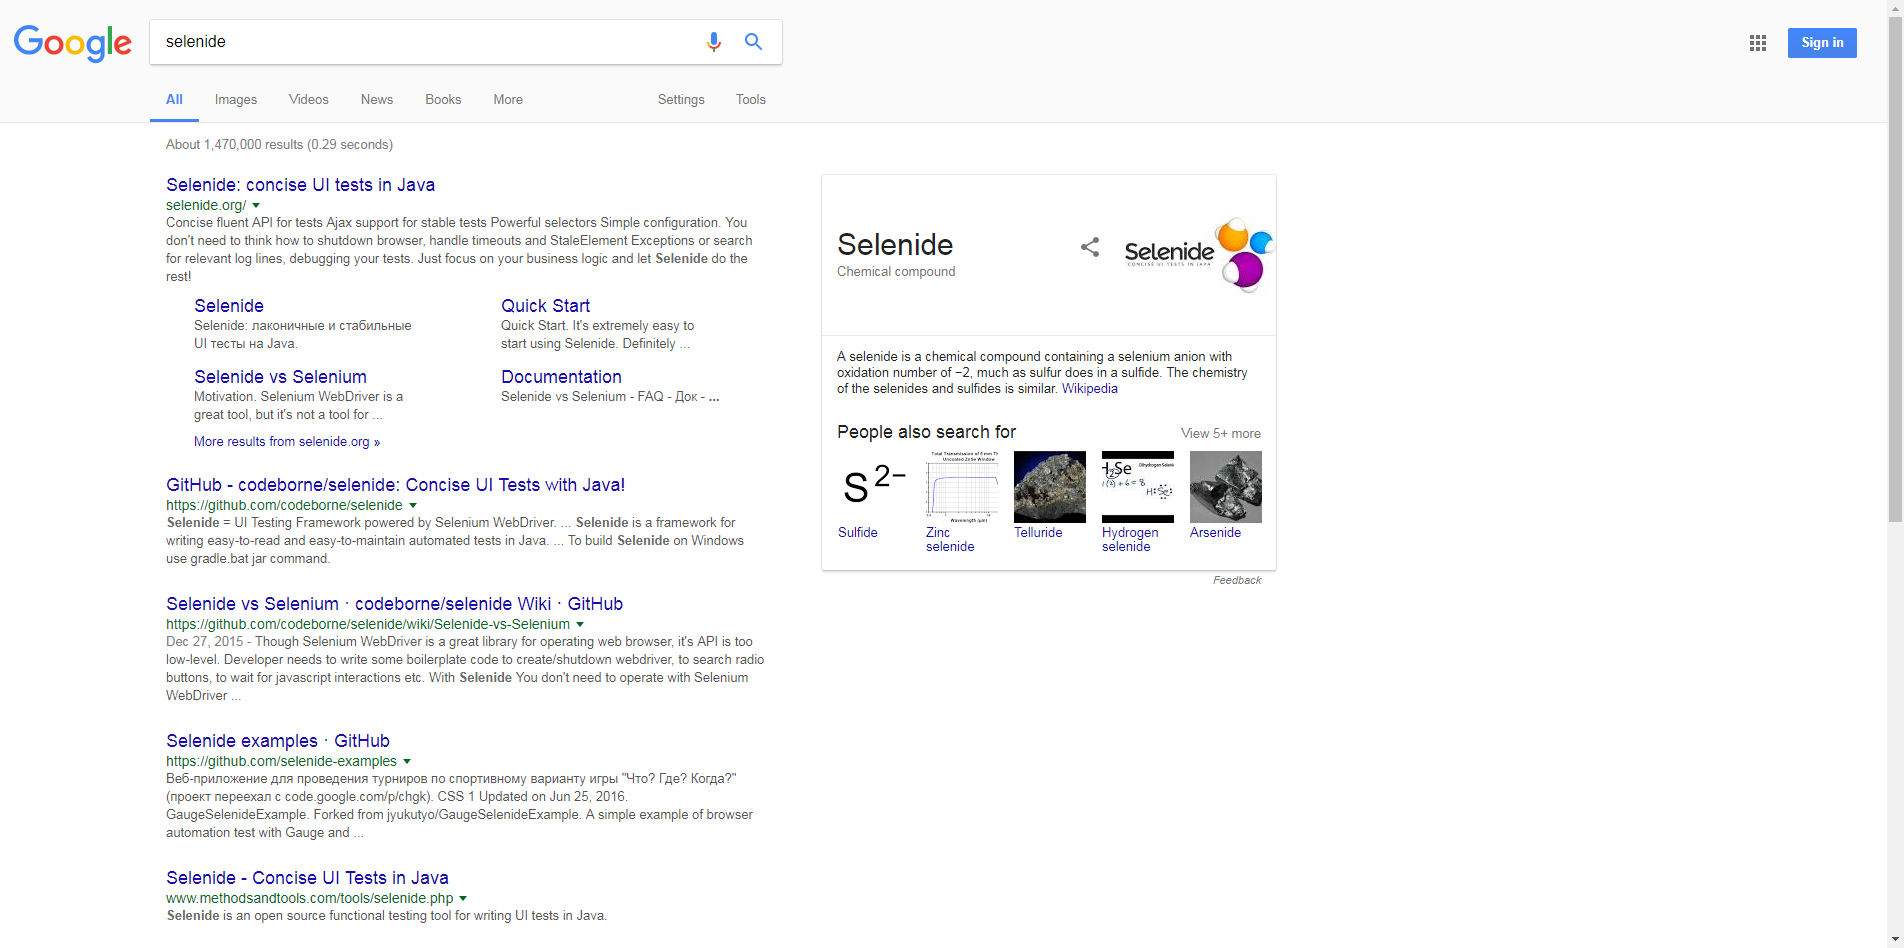 Google
selenide
Sign in
All Images Videos News Books More Settings Tools
About 1,470,000 results (0.29 seconds)
Selenide: concise UI tests in Java
selenide.org/
Concise fluent API for tests Ajax support for stable tests Powerful selectors Simple configuration. You
don't need to think how to shutdown browser, handle timeouts and StaleElement Exceptions or search
for relevant log lines, debugging your tests. Just focus on your business logic and let Selenide do the
rest!
Selenide
Selenide: лаконичные и стабильные
UI тесты на Java.
Quick Start
Quick Start. It's extremely easy to
start using Selenide. Definitely ...
Selenide vs Selenium
Motivation. Selenium WebDriver is a
great tool, but it's not a tool for ...
Documentation
Selenide vs Selenium - FAQ - Док - ...
More results from selenide.org »
GitHub - codeborne/selenide: Concise UI Tests with Java!
https://github.com/codeborne/selenide
Selenide = UI Testing Framework powered by Selenium WebDriver. ... Selenide is a framework for
writing easy-to-read and easy-to-maintain automated tests in Java. ... To build Selenide on Windows
use gradle.bat jar command.
Selenide vs Selenium · codeborne/selenide Wiki · GitHub
https://github.com/codeborne/selenide/wiki/Selenide-vs-Selenium
Dec 27, 2015 - Though Selenium WebDriver is a great library for operating web browser, it's API is too
low-level. Developer needs to write some boilerplate code to create/shutdown webdriver, to search radio
buttons, to wait for javascript interactions etc. With Selenide You don't need to operate with Selenium
WebDriver ...
Selenide examples · GitHub
https://github.com/selenide-examples
Веб-приложение для проведения турниров по спортивному варианту игры "Что? Где? Когда?"
(проект переехал с code.google.com/p/chgk). CSS 1 Updated on Jun 25, 2016.
GaugeSelenideExample. Forked from jyukutyo/GaugeSelenideExample. A simple example of browser
automation test with Gauge and ...
Selenide - Concise UI Tests in Java
www.methodsandtools.com/tools/selenide.php
Selenide is an open source functional testing tool for writing UI tests in Java.
Selenide
Chemical compound
Selenide
CONCISE UI TESTS IN JAVA
A selenide is a chemical compound containing a selenium anion with
oxidation number of −2, much as sulfur does in a sulfide. The chemistry
of the selenides and sulfides is similar. Wikipedia
People also search for
View 5+ more
S 2−
Total Transmission of 8 mm Th
Uncoated ZnSe Window
Wavelength (µm)
Dihydrogen Seleni
Sulfide
Zinc
selenide
Telluride
Hydrogen
selenide
Arsenide
Feedback